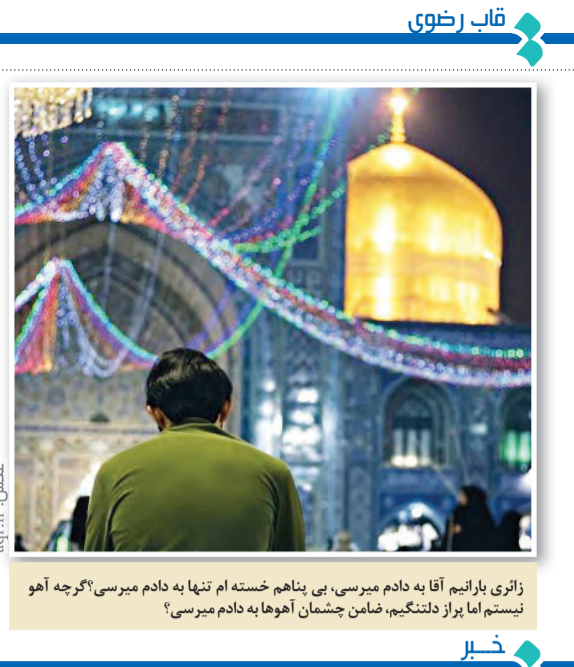 قاب رضوی
زائری بارانیم آقا به دادم میرسی، بی پناهم خسته ام تنها به دادم میرسی؟گرچه آهو
نیستم اما پراز دلتنگیم، ضامن چشمان آهوها به دادم میرسی؟
خـبر